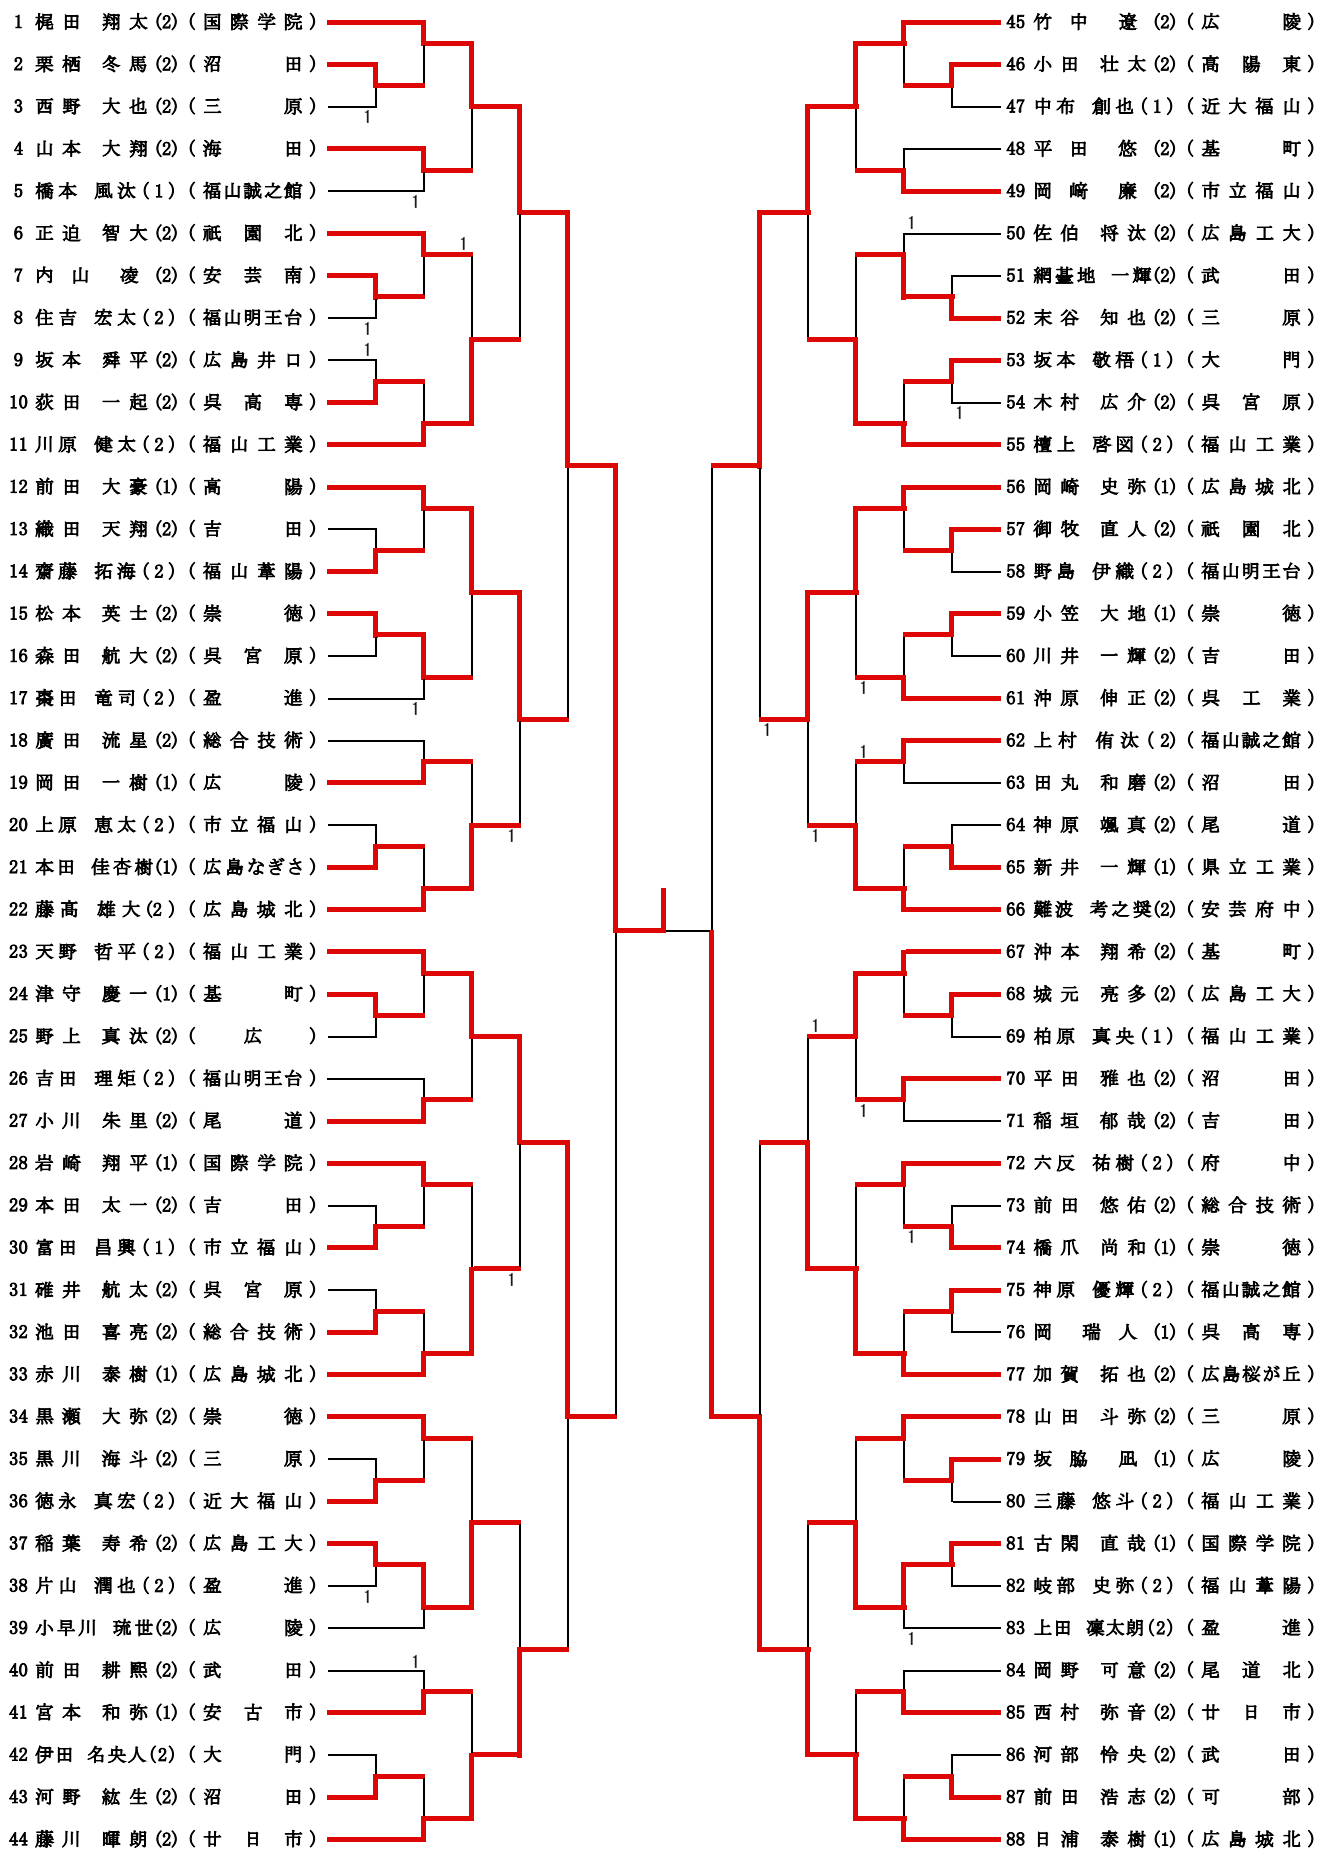 1 梶田 翔太(2) (国際学院)
2 栗栖 冬馬(2) (沼田)
3 西野 大也(2) (三原)
1
4 山本 大翔(2) (海田)
5 橋本 風汰(1) (福山誠之館)
1
6 正迫 智大(2) (祇園北)
1
7 内山 凌(2) (安芸南)
8 住吉 宏太(2) (福山明王台)
1
1
9 坂本 舜平(2) (広島井口)
10 荻田 一起(2) (呉高専)
11 川原 健太(2) (福山工業)
12 前田 大豪(1) (高陽)
13 織田 天翔(2) (吉田)
14 齋藤 拓海(2) (福山葦陽)
15 松本 英士(2) (崇徳)
16 森田 航大(2) (呉宮原)
17 棗田 竜司(2) (盈進)
1
18 廣田 流星(2) (総合技術)
19 岡田 一樹(1) (広陵)
20 上原 恵太(2) (市立福山)
1
21 本田 佳杏樹(1) (広島なぎさ)
22 藤髙 雄大(2) (広島城北)
23 天野 哲平(2) (福山工業)
24 津守 慶一(1) (基町)
25 野上 真汰(2) (広)
26 吉田 理矩(2) (福山明王台)
27 小川 朱里(2) (尾道)
28 岩崎 翔平(1) (国際学院)
29 本田 太一(2) (吉田)
30 富田 昌興(1) (市立福山)
1
31 碓井 航太(2) (呉宮原)
32 池田 喜亮(2) (総合技術)
33 赤川 泰樹(1) (広島城北)
34 黒瀬 大弥(2) (崇徳)
35 黒川 海斗(2) (三原)
36 徳永 真宏(2) (近大福山)
37 稲葉 寿希(2) (広島工大)
38 片山 潤也(2) (盈進)
1
39 小早川 琉世(2) (広陵)
1
40 前田 耕熙(2) (武田)
41 宮本 和弥(1) (安古市)
42 伊田 名央人(2) (大門)
43 河野 紘生(2) (沼田)
44 藤川 暉朗(2) (廿日市)
45 竹中 遼(2) (広陵)
46 小田 壮太(2) (高陽東)
47 中布 創也(1) (近大福山)
48 平田 悠(2) (基町)
49 岡﨑 廉(2) (市立福山)
1
50 佐伯 将汰(2) (広島工大)
51 網基地 一輝(2) (武田)
52 末谷 知也(2) (三原)
53 坂本 敬梧(1) (大門)
54 木村 広介(2) (呉宮原)
1
55 檀上 啓図(2) (福山工業)
56 岡崎 史弥(1) (広島城北)
57 御牧 直人(2) (祇園北)
58 野島 伊織(2) (福山明王台)
59 小笠 大地(1) (崇徳)
60 川井 一輝(2) (吉田)
1
61 沖原 伸正(2) (呉工業)
1
1
62 上村 侑汰(2) (福山誠之館)
63 田丸 和磨(2) (沼田)
64 神原 颯真(2) (尾道)
1
65 新井 一輝(1) (県立工業)
66 難波 考之奨(2) (安芸府中)
67 沖本 翔希(2) (基町)
68 城元 亮多(2) (広島工大)
1
69 柏原 真央(1) (福山工業)
70 平田 雅也(2) (沼田)
1
71 稲垣 郁哉(2) (吉田)
72 六反 祐樹(2) (府中)
73 前田 悠佑(2) (総合技術)
1
74 橋爪 尚和(1) (崇徳)
75 神原 優輝(2) (福山誠之館)
76 岡 瑞人(1) (呉高専)
77 加賀 拓也(2) (広島桜が丘)
78 山田 斗弥(2) (三原)
79 坂脇 凪(1) (広陵)
80 三藤 悠斗(2) (福山工業)
81 古閑 直哉(1) (国際学院)
82 岐部 史弥(2) (福山葦陽)
83 上田 凜太朗(2) (盈進)
1
84 岡野 可意(2) (尾道北)
85 西村 弥音(2) (廿日市)
86 河部 怜央(2) (武田)
87 前田 浩志(2) (可部)
88 日浦 泰樹(1) (広島城北)